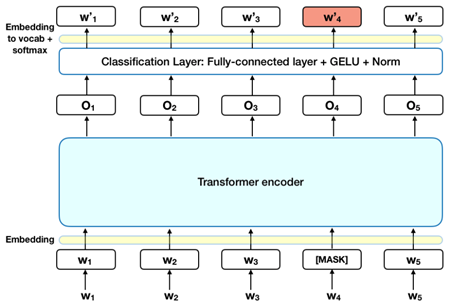 Embedding to vocab + softmax
w'1 w'2 w'3 w'4 w'5
Classification Layer: Fully-connected layer + GELU + Norm
O1 O2 O3 O4 O5
Transformer encoder
Embedding
w1 w2 w3 [MASK] w5
w1 w2 w3 w4 w5